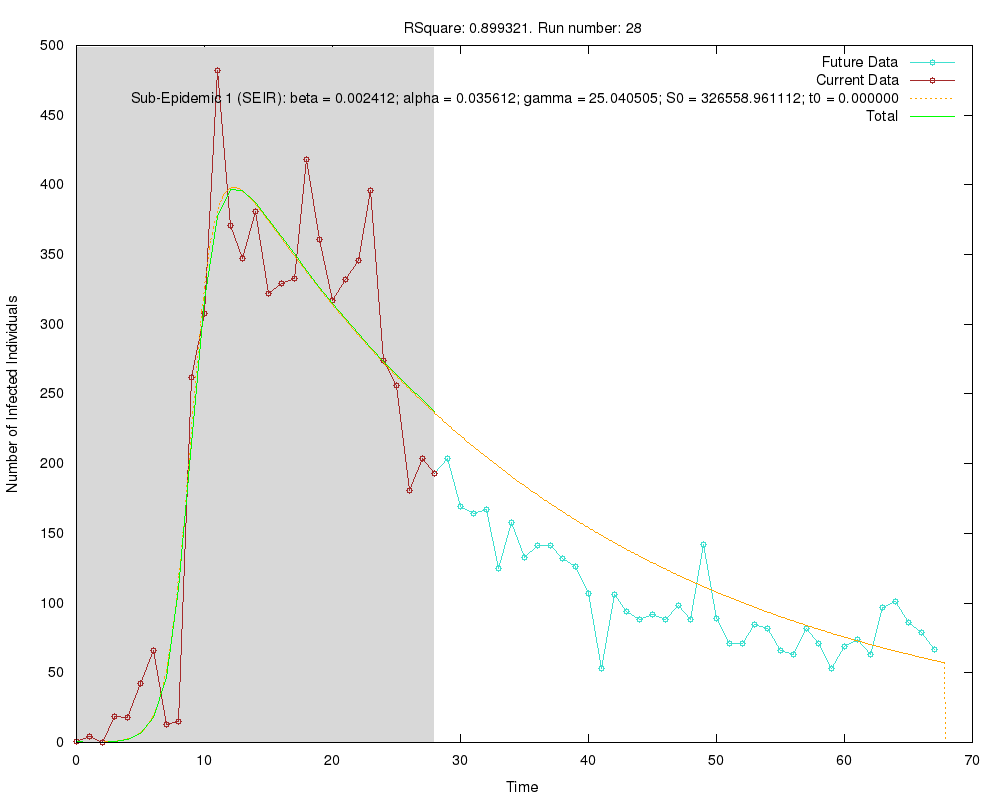 RSquare: 0.899321. Run number: 28
500
450
400
350
300
250
200
150
100
50
0
Number of Infected Individuals
Future Data
Current Data
Sub-Epidemic 1 (SEIR): beta = 0.002412; alpha = 0.035612; gamma = 25.040505; S0 = 326558.961112; t0 = 0.000000
Total
0 10 20 30 40 50 60 70
Time